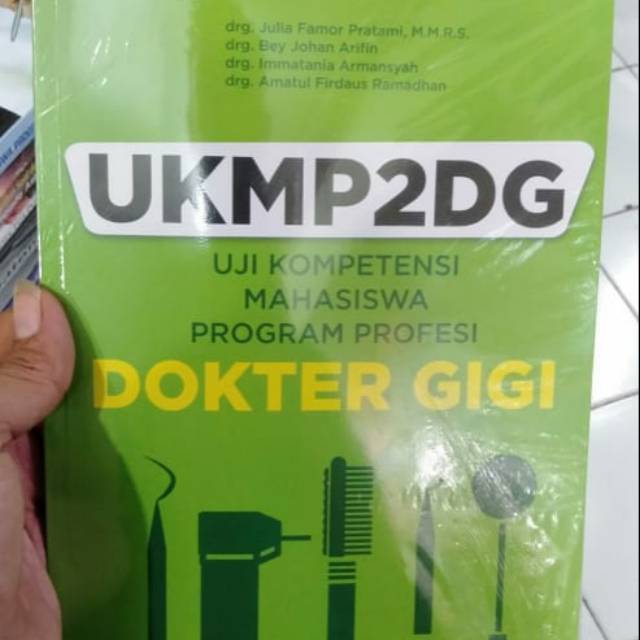 drg. Julia Famor Pratami, M.M.R.S.
drg. Bey Johan Arifin
drg. Immatania Armansyah
drg. Amatul Firdaus Ramadhan
UKMP2DG
UJI KOMPETENSI
MAHASISWA
PROGRAM PROFESI
DOKTER GIGI